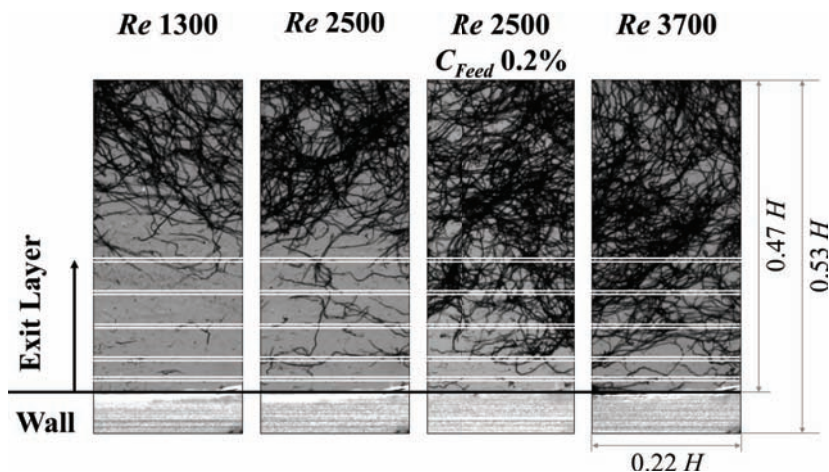 Re 1300
Re 2500
Re 2500
C_Feed 0.2%
Re 3700
Exit Layer
Wall
0.47 H
0.53 H
0.22 H